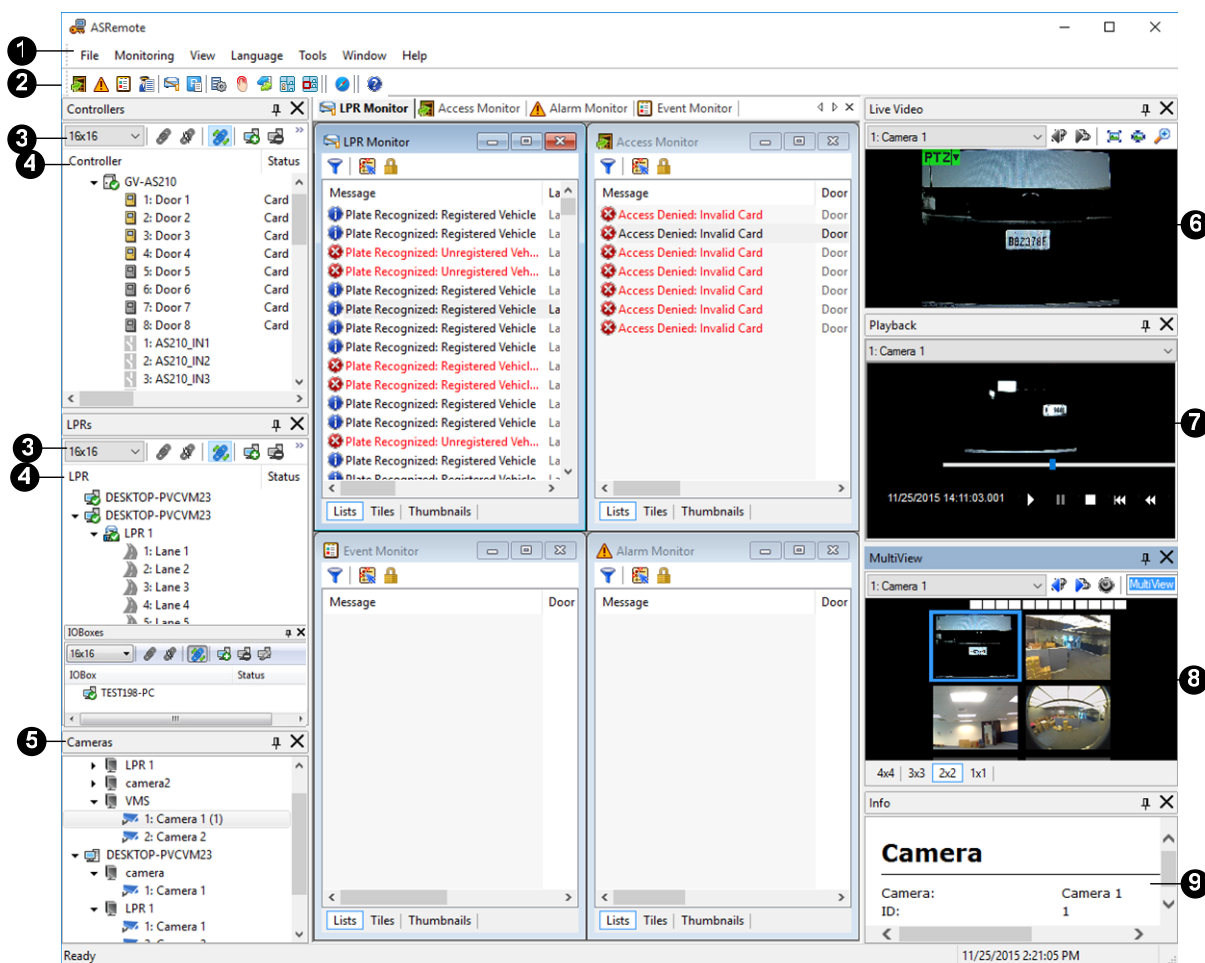 ASRemote
1
File Monitoring View Language Tools Window Help
2
Controllers
3
16x16
4
Controller Status
GV-AS210
1: Door 1 Card
2: Door 2 Card
3: Door 3 Card
4: Door 4 Card
5: Door 5 Card
6: Door 6 Card
7: Door 7 Card
8: Door 8 Card
1: AS210_IN1
2: AS210_IN2
3: AS210_IN3
LPRs
3
16x16
4
LPR Status
DESKTOP-PVCVM23
DESKTOP-PVCVM23
LPR 1
1: Lane 1
2: Lane 2
3: Lane 3
4: Lane 4
5: Lane 5
IOBoxes
16x16
IOBox Status
TEST198-PC
5
Cameras
LPR 1
camera2
VMS
1: Camera 1 (1)
2: Camera 2
DESKTOP-PVCVM23
camera
1: Camera 1
LPR 1
1: Camera 1
2: Camera 2
Ready
LPR Monitor Access Monitor Alarm Monitor Event Monitor
LPR Monitor
Message La
Plate Recognized: Registered Vehicle La
Plate Recognized: Registered Vehicle La
Plate Recognized: Unregistered Veh... La
Plate Recognized: Unregistered Veh... La
Plate Recognized: Registered Vehicle La
Plate Recognized: Registered Vehicle La
Plate Recognized: Registered Vehicle La
Plate Recognized: Registered Vehicle La
Plate Recognized: Registered Vehicl... La
Plate Recognized: Registered Vehicl... La
Plate Recognized: Registered Vehicle La
Plate Recognized: Registered Vehicle La
Plate Recognized: Unregistered Veh... La
Plate Recognized: Registered Vehicle La
Plate Recognized: Registered Vehicle La
Lists Tiles Thumbnails
Access Monitor
Message Door
Access Denied: Invalid Card Door
Access Denied: Invalid Card Door
Access Denied: Invalid Card Door
Access Denied: Invalid Card Door
Access Denied: Invalid Card Door
Access Denied: Invalid Card Door
Access Denied: Invalid Card Door
Lists Tiles Thumbnails
Event Monitor
Message Door
Lists Tiles Thumbnails
Alarm Monitor
Message Door
Lists Tiles Thumbnails
Live Video
1: Camera 1
PTZ
6
Playback
1: Camera 1
7
11/25/2015 14:11:03.001
MultiView
1: Camera 1 MultiView
8
4x4 3x3 2x2 1x1
Info
Camera
Camera: Camera 1
ID: 1
9
11/25/2015 2:21:05 PM